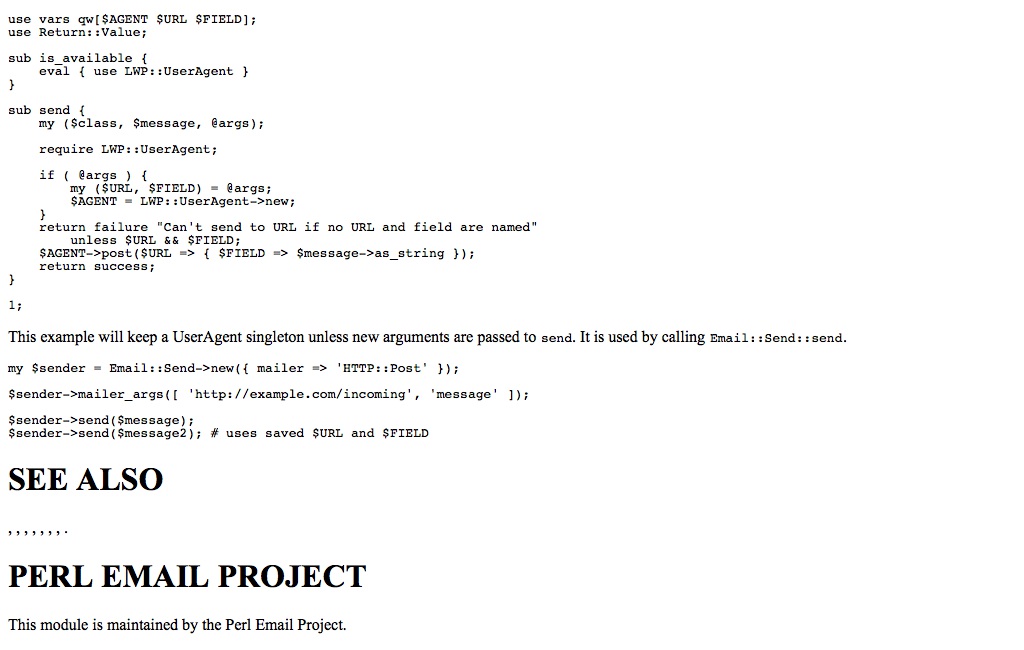 use vars qw[$AGENT $URL $FIELD];
use Return::Value;
sub is_available {
    eval { use LWP::UserAgent }
}
sub send {
    my ($class, $message, @args);
    require LWP::UserAgent;
    if ( @args ) {
        my ($URL, $FIELD) = @args;
        $AGENT = LWP::UserAgent->new;
    }
    return failure "Can't send to URL if no URL and field are named"
        unless $URL && $FIELD;
    $AGENT->post($URL => { $FIELD => $message->as_string });
    return success;
}
1;
This example will keep a UserAgent singleton unless new arguments are passed to send. It is used by calling Email::Send::send.
my $sender = Email::Send->new({ mailer => 'HTTP::Post' });
$sender->mailer_args([ 'http://example.com/incoming', 'message' ]);
$sender->send($message);
$sender->send($message2); # uses saved $URL and $FIELD
SEE ALSO
, , , , , , , .
PERL EMAIL PROJECT
This module is maintained by the Perl Email Project.